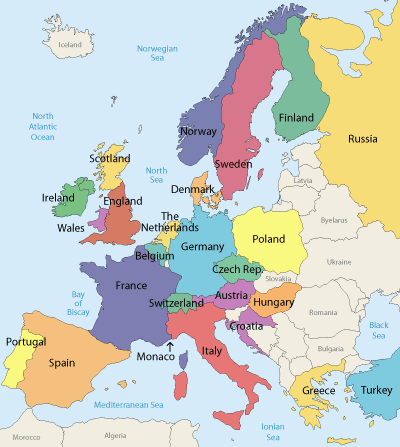 Iceland
Norwegian
Sea
North
Atlantic
Ocean
Norway
Finland
Russia
Sweden
Scotland
North
Sea
Latvia
Denmark
Ireland
England
Wales
The
Netherlands
Byelarus
Belgium
Germany
Poland
Ukraine
Czech Rep.
Slovakia
France
Bay
of
Biscay
Switzerland
Austria
Hungary
Romania
Croatia
Black
Sea
Portugal
Spain
Monaco
Italy
Bulgaria
Greece
Turkey
Mediterranean Sea
Ionian
Sea
Morocco
Algeria